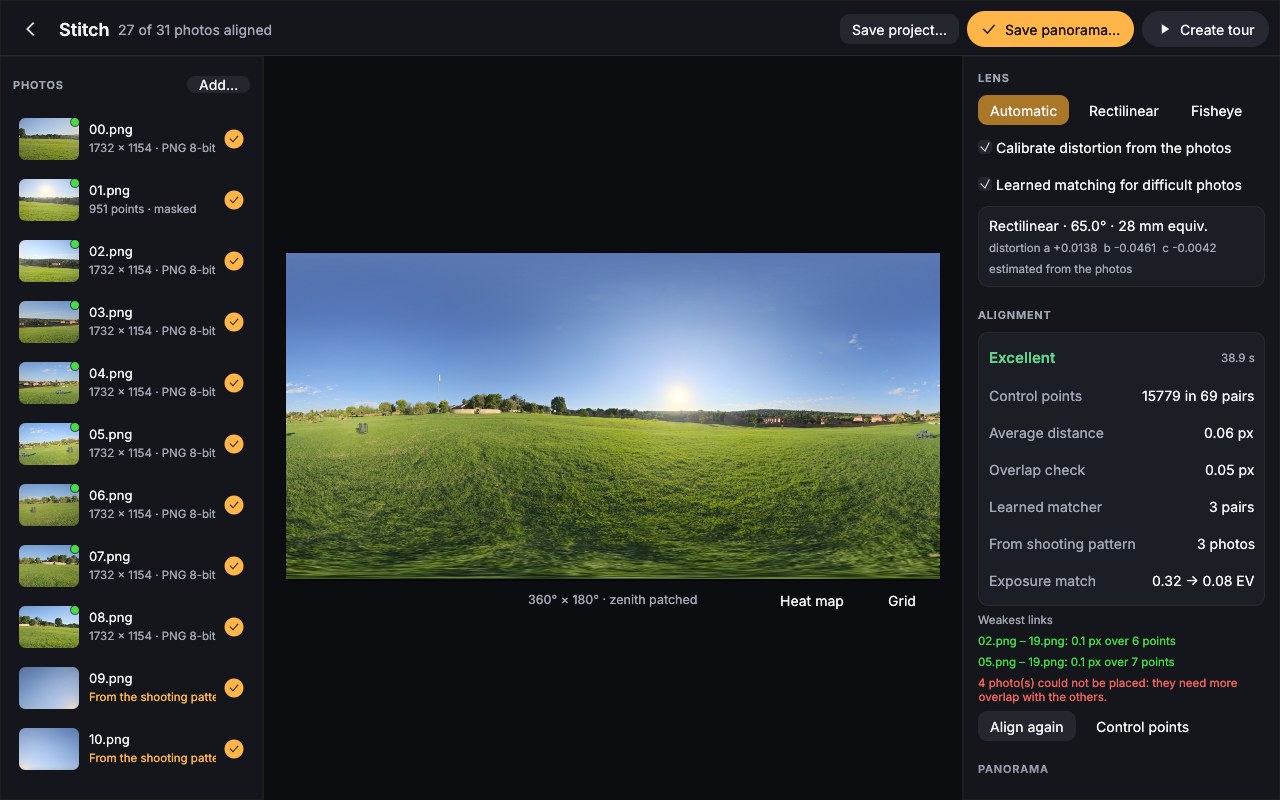 Stitch 27 of 31 photos aligned
Save project...
Save panorama...
Create tour
PHOTOS
Add...
00.png
1732 × 1154 · PNG 8-bit
01.png
951 points · masked
02.png
1732 × 1154 · PNG 8-bit
03.png
1732 × 1154 · PNG 8-bit
04.png
1732 × 1154 · PNG 8-bit
05.png
1732 × 1154 · PNG 8-bit
06.png
1732 × 1154 · PNG 8-bit
07.png
1732 × 1154 · PNG 8-bit
08.png
1732 × 1154 · PNG 8-bit
09.png
From the shooting patte
10.png
From the shooting patte
360° × 180° · zenith patched
Heat map
Grid
LENS
Automatic
Rectilinear
Fisheye
Calibrate distortion from the photos
Learned matching for difficult photos
Rectilinear · 65.0° · 28 mm equiv.
distortion a +0.0138 b -0.0461 c -0.0042
estimated from the photos
ALIGNMENT
Excellent 38.9 s
Control points 15779 in 69 pairs
Average distance 0.06 px
Overlap check 0.05 px
Learned matcher 3 pairs
From shooting pattern 3 photos
Exposure match 0.32 → 0.08 EV
Weakest links
02.png – 19.png: 0.1 px over 6 points
05.png – 19.png: 0.1 px over 7 points
4 photo(s) could not be placed: they need more
overlap with the others.
Align again
Control points
PANORAMA